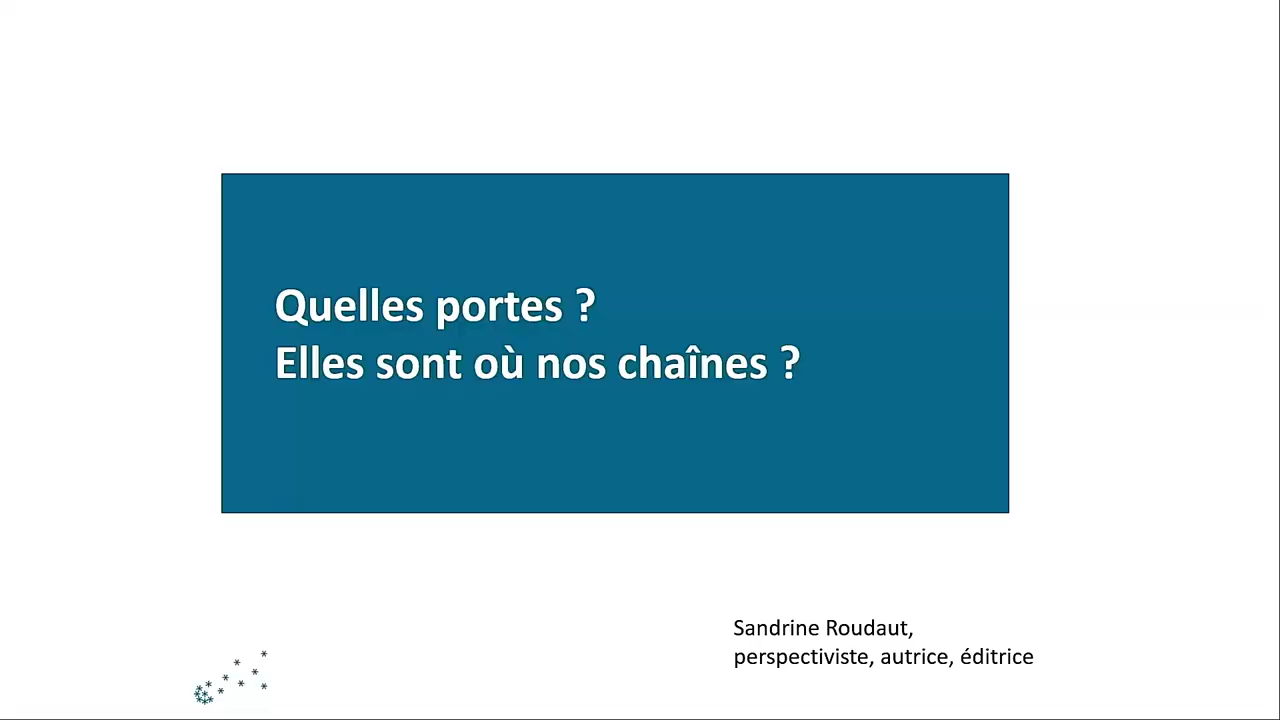 Quelles portes ?
Elles sont où nos chaînes ?
Sandrine Roudaut,
perspectiviste, autrice, éditrice